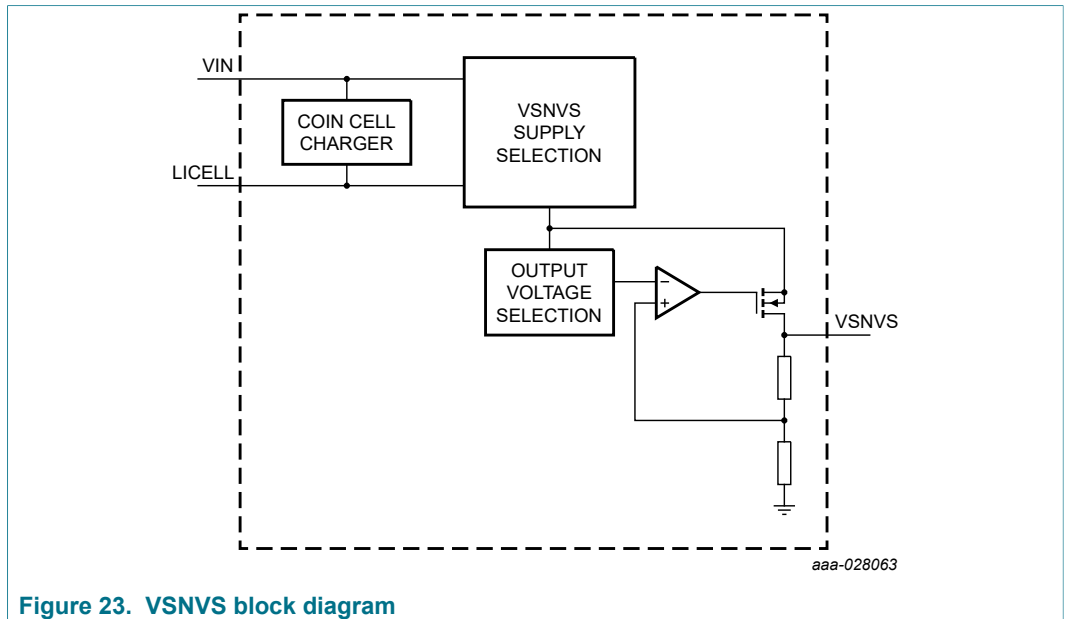 VIN
COIN CELL
CHARGER
LICELL
VSNVS
SUPPLY
SELECTION
OUTPUT
VOLTAGE
SELECTION
−
+
VSNVS
aaa-028063
Figure 23. VSNVS block diagram